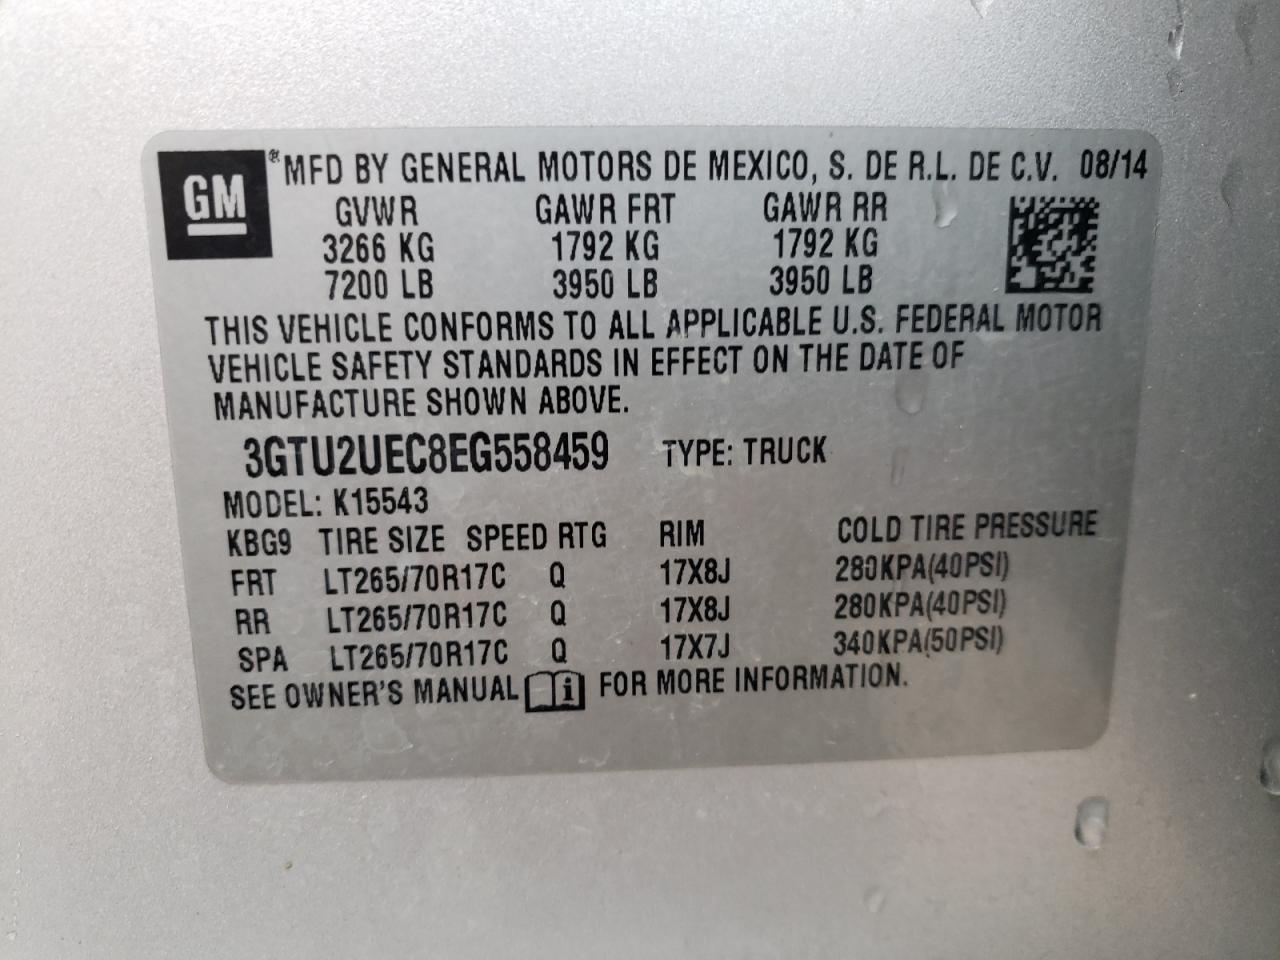 GM ® MFD BY GENERAL MOTORS DE MEXICO, S. DE R.L. DE C.V. 08/14
GVWR GAWR FRT GAWR RR
3266 KG 1792 KG 1792 KG
7200 LB 3950 LB 3950 LB
THIS VEHICLE CONFORMS TO ALL APPLICABLE U.S. FEDERAL MOTOR
VEHICLE SAFETY STANDARDS IN EFFECT ON THE DATE OF
MANUFACTURE SHOWN ABOVE.
3GTU2UEC8EG558459 TYPE: TRUCK
MODEL: K15543
KBG9 TIRE SIZE SPEED RTG RIM COLD TIRE PRESSURE
FRT LT265/70R17C Q 17X8J 280KPA(40PSI)
RR LT265/70R17C Q 17X8J 280KPA(40PSI)
SPA LT265/70R17C Q 17X7J 340KPA(50PSI)
SEE OWNER'S MANUAL i FOR MORE INFORMATION.